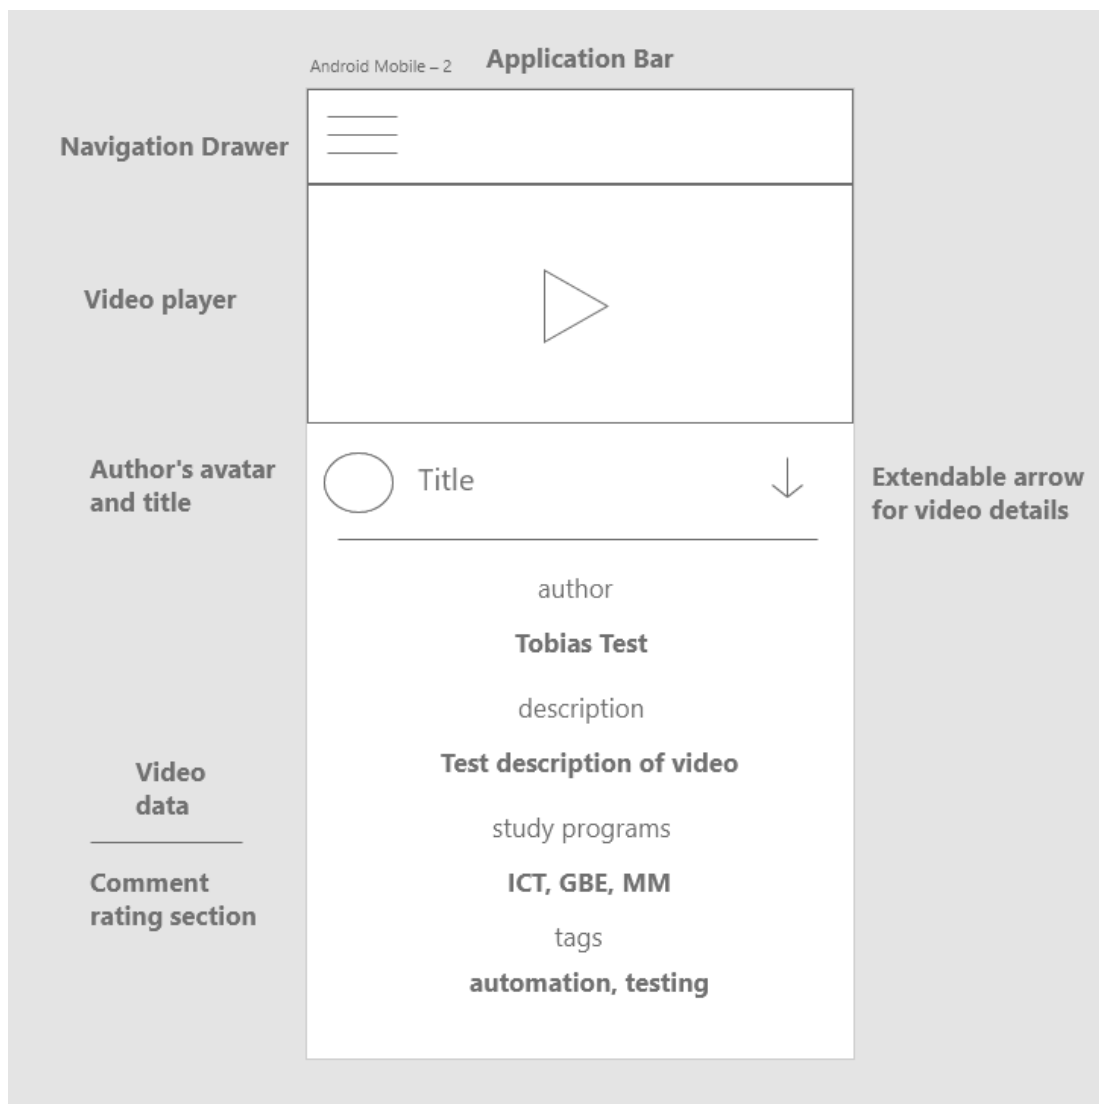 Android Mobile – 2
Application Bar
Navigation Drawer
Video player
Author's avatar
and title
Title
Extendable arrow
for video details
author
Tobias Test
description
Test description of video
Video
data
study programs
Comment
rating section
ICT, GBE, MM
tags
automation, testing